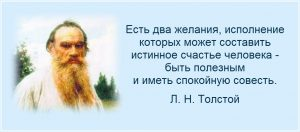 Есть два желания, исполнение
которых может составить
истинное счастье человека -
быть полезным
и иметь спокойную совесть.
Л. Н. Толстой